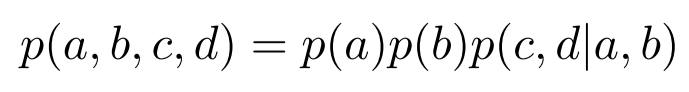 p(a, b, c, d) = p(a)p(b)p(c, d|a, b)